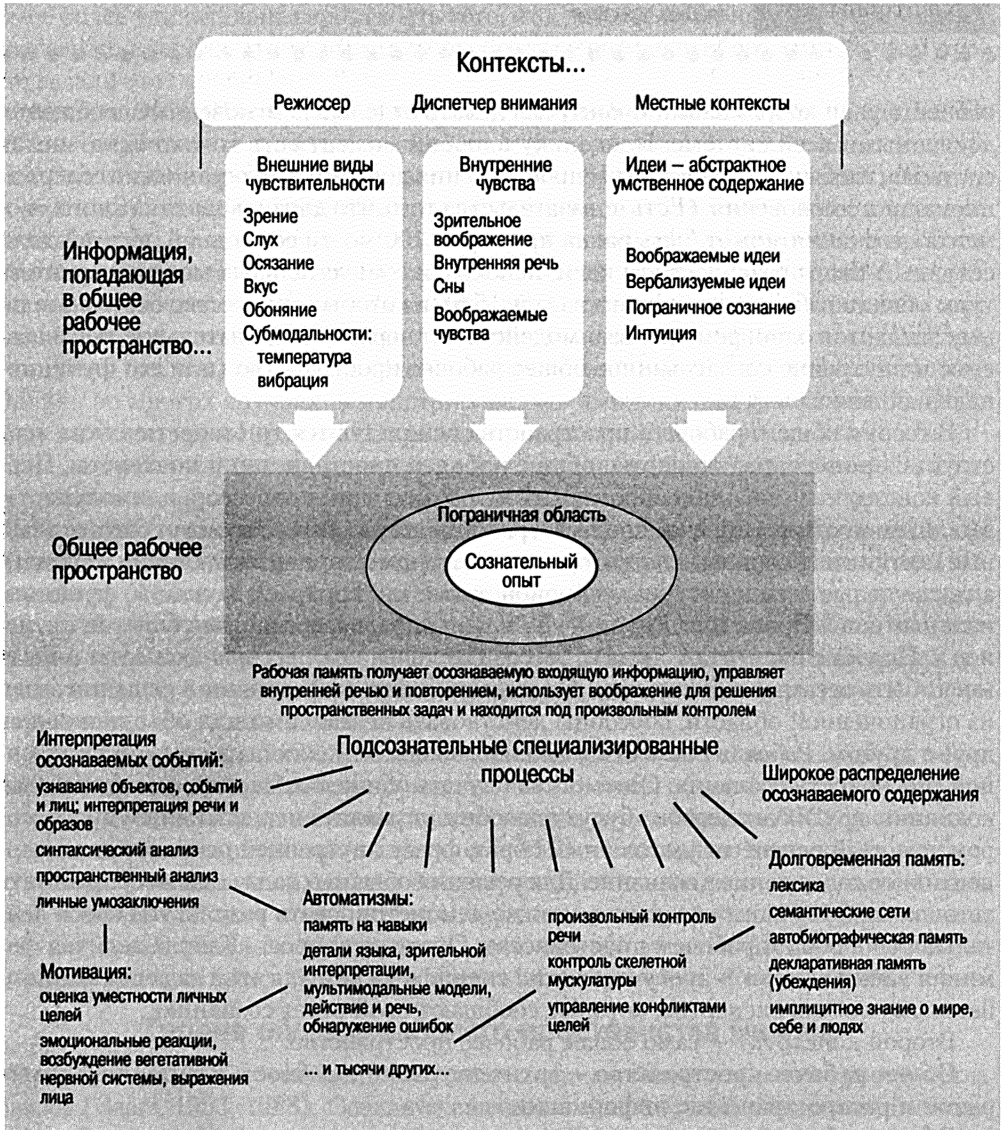 Контексты...
Режиссер
Диспетчер внимания
Местные контексты
Информация,
попадающая
в общее
рабочее
пространство...
Внешние виды
чувствительности
Зрение
Слух
Осязание
Вкус
Обоняние
Субмодальности:
температура
вибрация
Внутренние
чувства
Зрительное
воображение
Внутренняя речь
Сны
Воображаемые
чувства
Идеи – абстрактное
умственное содержание
Воображаемые идеи
Вербализуемые идеи
Пограничное сознание
Интуиция
Общее рабочее
пространство
Пограничная область
Сознательный
опыт
Рабочая память получает осознаваемую входящую информацию, управляет
внутренней речью и повторением, использует воображение для решения
пространственных задач и находится под произвольным контролем
Подсознательные специализированные
процессы
Интерпретация
осознаваемых событий:
узнавание объектов, событий
и лиц; интерпретация речи и
образов
синтаксический анализ
пространственный анализ
личные умозаключения
Мотивация:
оценка уместности личных
целей
эмоциональные реакции,
возбуждение вегетативной
нервной системы, выражения
лица
Автоматизмы:
память на навыки
детали языка, зрительной
интерпретации,
мультимодальные модели,
действие и речь,
обнаружение ошибок
... и тысячи других...
произвольный контроль
речи
контроль скелетной
мускулатуры
управление конфликтами
целей
Широкое распределение
осознаваемого содержания
Долговременная память:
лексика
семантические сети
автобиографическая память
декларативная память
(убеждения)
имплицитное знание о мире,
себе и людях